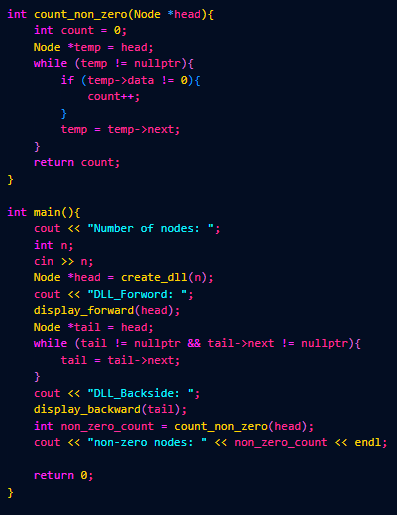 int count_non_zero(Node *head){
    int count = 0;
    Node *temp = head;
    while (temp != nullptr){
        if (temp->data != 0){
            count++;
        }
        temp = temp->next;
    }
    return count;
}

int main(){
    cout << "Number of nodes: ";
    int n;
    cin >> n;
    Node *head = create_dll(n);
    cout << "DLL_Forword: ";
    display_forward(head);
    Node *tail = head;
    while (tail != nullptr && tail->next != nullptr){
        tail = tail->next;
    }
    cout << "DLL_Backside: ";
    display_backward(tail);
    int non_zero_count = count_non_zero(head);
    cout << "non-zero nodes: " << non_zero_count << endl;

    return 0;
}